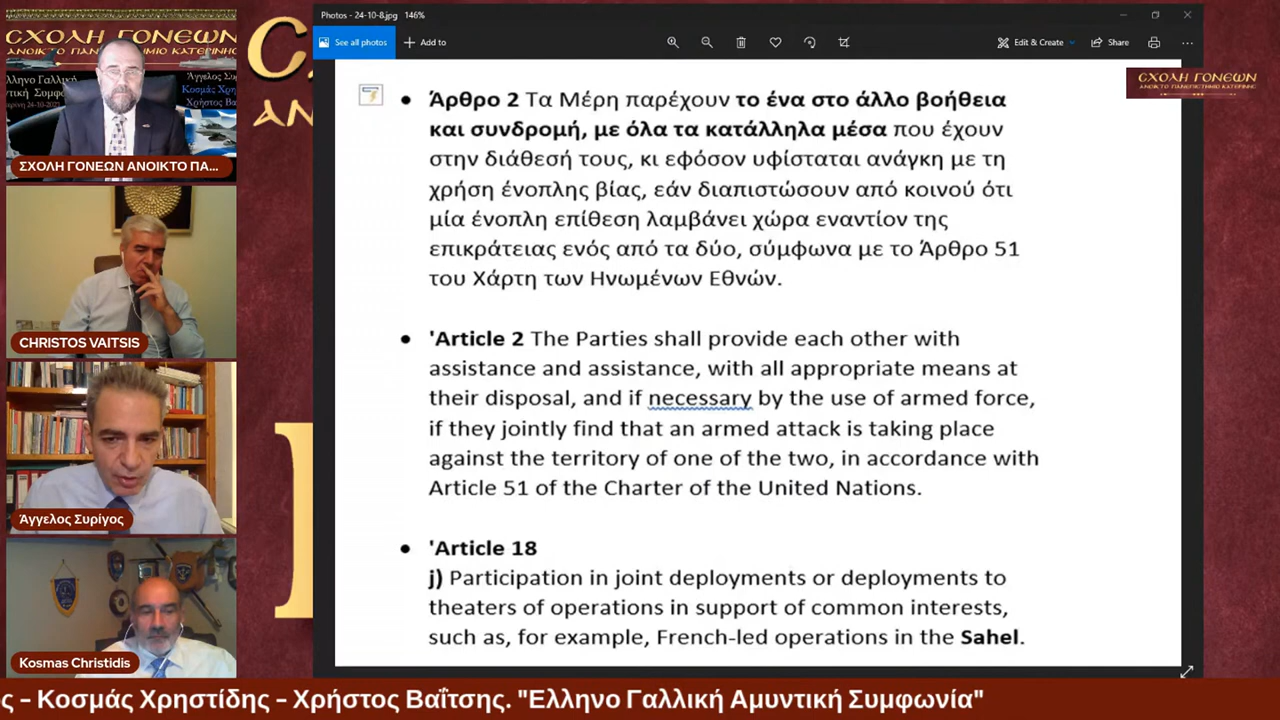 ΣΧΟΛΗ ΓΟΝΕΩΝ
ΑΝΟΙΚΤΟ ΠΑΝΕΠΙΣΤΗΜΙΟ ΚΑΤΕΡΙΝΗΣ
ΣΧΟΛΗ ΓΟΝΕΩΝ ΑΝΟΙΚΤΟ ΠΑ...
CHRISTOS VAITSIS
Άγγελος Συρίγος
Kosmas Christidis
Photos - 24-10-8.jpg 146%
See all photos
Add to
Edit & Create
Share
ΣΧΟΛΗ ΓΟΝΕΩΝ
ΑΝΟΙΚΤΟ ΠΑΝΕΠΙΣΤΗΜΙΟ ΚΑΤΕΡΙΝΗΣ
• Άρθρο 2 Τα Μέρη παρέχουν το ένα στο άλλο βοήθεια
και συνδρομή, με όλα τα κατάλληλα μέσα που έχουν
στην διάθεσή τους, κι εφόσον υφίσταται ανάγκη με τη
χρήση ένοπλης βίας, εάν διαπιστώσουν από κοινού ότι
μία ένοπλη επίθεση λαμβάνει χώρα εναντίον της
επικράτειας ενός από τα δύο, σύμφωνα με το Άρθρο 51
του Χάρτη των Ηνωμένων Εθνών.
• 'Article 2 The Parties shall provide each other with
assistance and assistance, with all appropriate means at
their disposal, and if necessary by the use of armed force,
if they jointly find that an armed attack is taking place
against the territory of one of the two, in accordance with
Article 51 of the Charter of the United Nations.
• 'Article 18
j) Participation in joint deployments or deployments to
theaters of operations in support of common interests,
such as, for example, French-led operations in the Sahel.
ς – Κοσμάς Χρηστίδης – Χρήστος Βαΐτσης. "Ελληνο Γαλλική Αμυντική Συμφωνία"